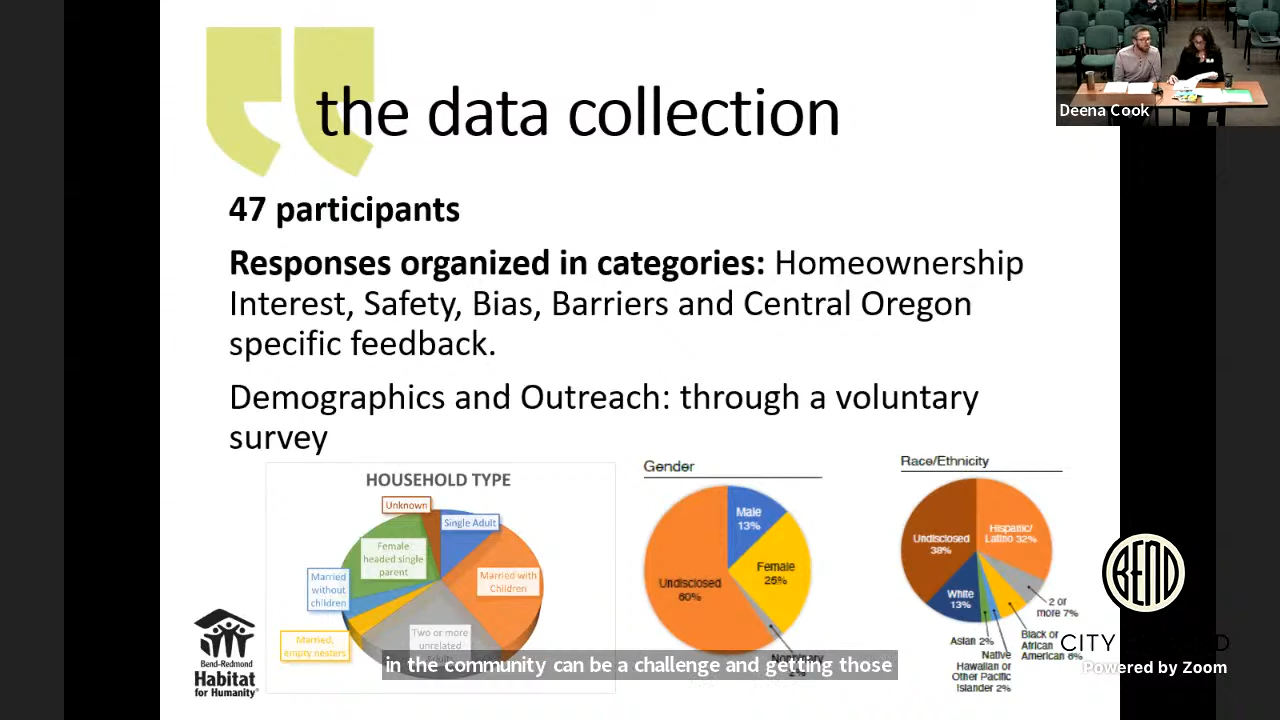 the data collection
Deena Cook
47 participants
Responses organized in categories: Homeownership
Interest, Safety, Bias, Barriers and Central Oregon
specific feedback.
Demographics and Outreach: through a voluntary
survey
HOUSEHOLD TYPE
Unknown
Single Adult
Female
headed single
parent
Married with
Children
Married
without
children
Two or more
unrelated
Married,
empty nesters
Gender
Male
13%
Female
25%
Undisclosed
60%
Race/Ethnicity
Undisclosed
38%
Hispanic/
Latino 32%
White
13%
2 or
more 7%
Asian 2%
Native
Hawaiian or
Other Pacific
Islander 2%
Black or
African
American 6%
Bend-Redmond
Habitat
for Humanity®
in the community can be a challenge and getting those
BEND
CITY
Powered by Zoom